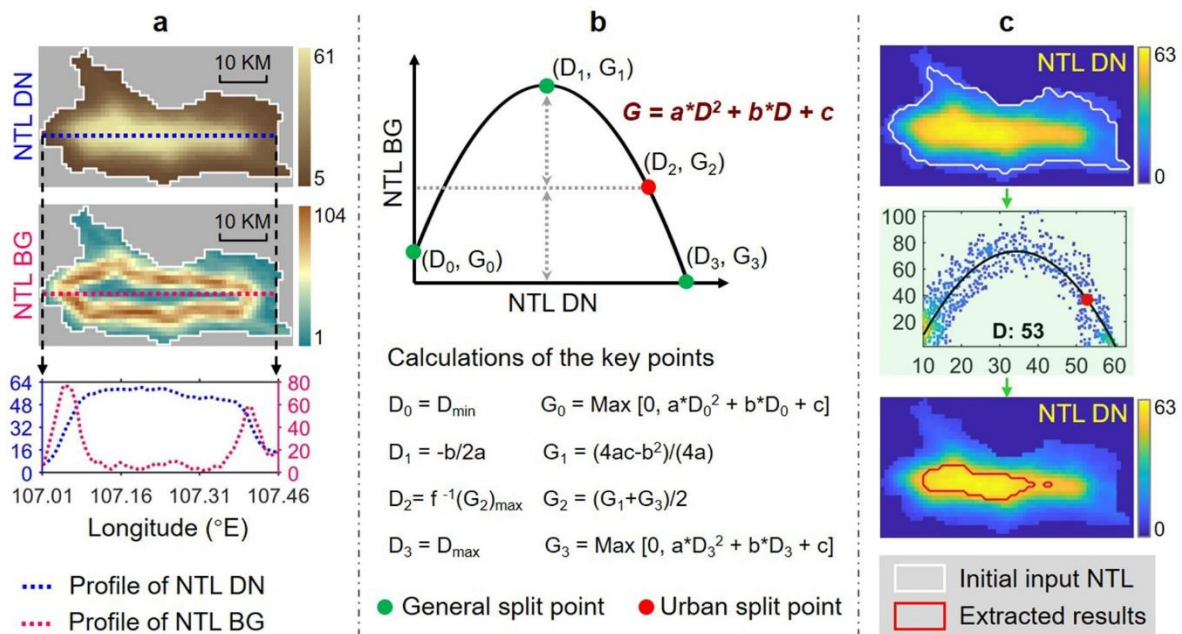 a
NTL DN
10 KM
61
5
NTL BG
10 KM
104
1
64
48
32
16
0
80
60
40
20
0
107.01 107.16 107.31 107.46
Longitude (°E)
Profile of NTL DN
Profile of NTL BG
b
(D₁, G₁)
G = a*D² + b*D + c
NTL BG
(D₂, G₂)
(D₀, G₀)
(D₃, G₃)
NTL DN
Calculations of the key points
D₀ = Dmin G₀ = Max [0, a*D₀² + b*D₀ + c]
D₁ = -b/2a G₁ = (4ac-b²)/(4a)
D₂= f ⁻¹(G₂)max G₂ = (G₁+G₃)/2
D₃ = Dmax G₃ = Max [0, a*D₃² + b*D₃ + c]
General split point Urban split point
c
NTL DN
63
0
100
80
60
40
20
D: 53
10 20 30 40 50 60
NTL DN
63
0
Initial input NTL
Extracted results